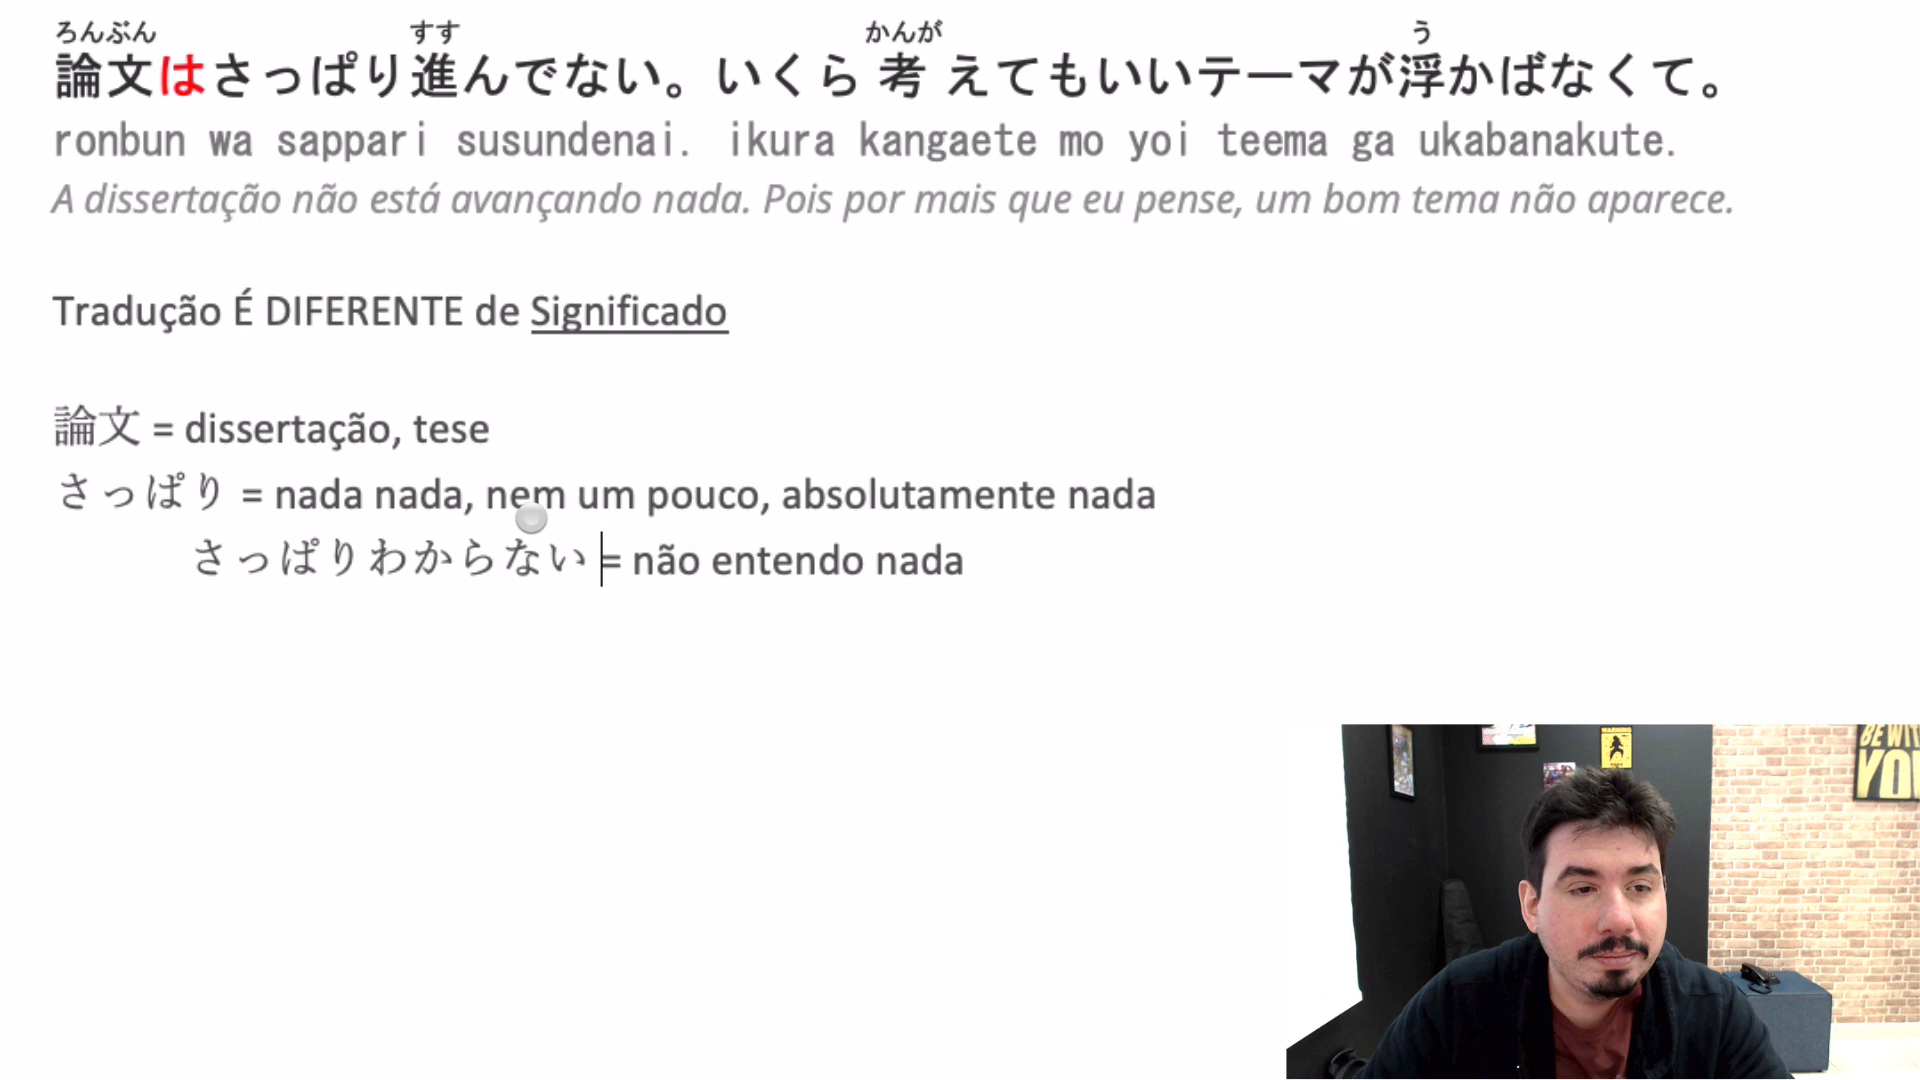 ろんぶん すす かんが う
論文はさっぱり進んでない。いくら考えてもいいテーマが浮かばなくて。
ronbun wa sappari susundenai. ikura kangaete mo yoi teema ga ukabanakute.
A dissertação não está avançando nada. Pois por mais que eu pense, um bom tema não aparece.
Tradução É DIFERENTE de Significado
論文 = dissertação, tese
さっぱり = nada nada, nem um pouco, absolutamente nada
さっぱりわからない = não entendo nada
BE WIT
YOU